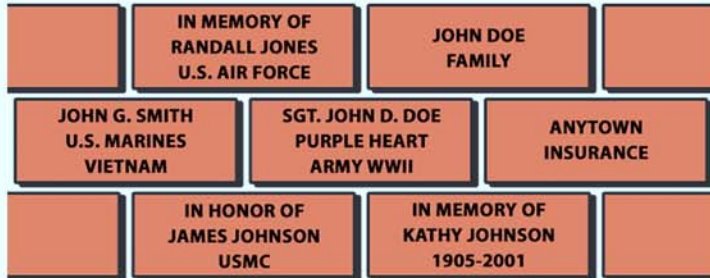 IN MEMORY OF
RANDALL JONES
U.S. AIR FORCE
JOHN DOE
FAMILY
JOHN G. SMITH
U.S. MARINES
VIETNAM
SGT. JOHN D. DOE
PURPLE HEART
ARMY WWII
ANYTOWN
INSURANCE
IN HONOR OF
JAMES JOHNSON
USMC
IN MEMORY OF
KATHY JOHNSON
1905-2001